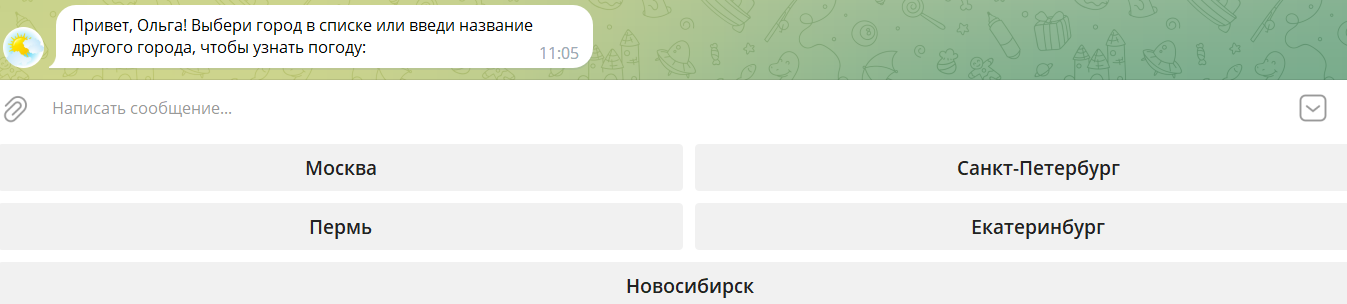 Привет, Ольга! Выбери город в списке или введи название
другого города, чтобы узнать погоду:
11:05
Написать сообщение...
Москва
Санкт-Петербург
Пермь
Екатеринбург
Новосибирск